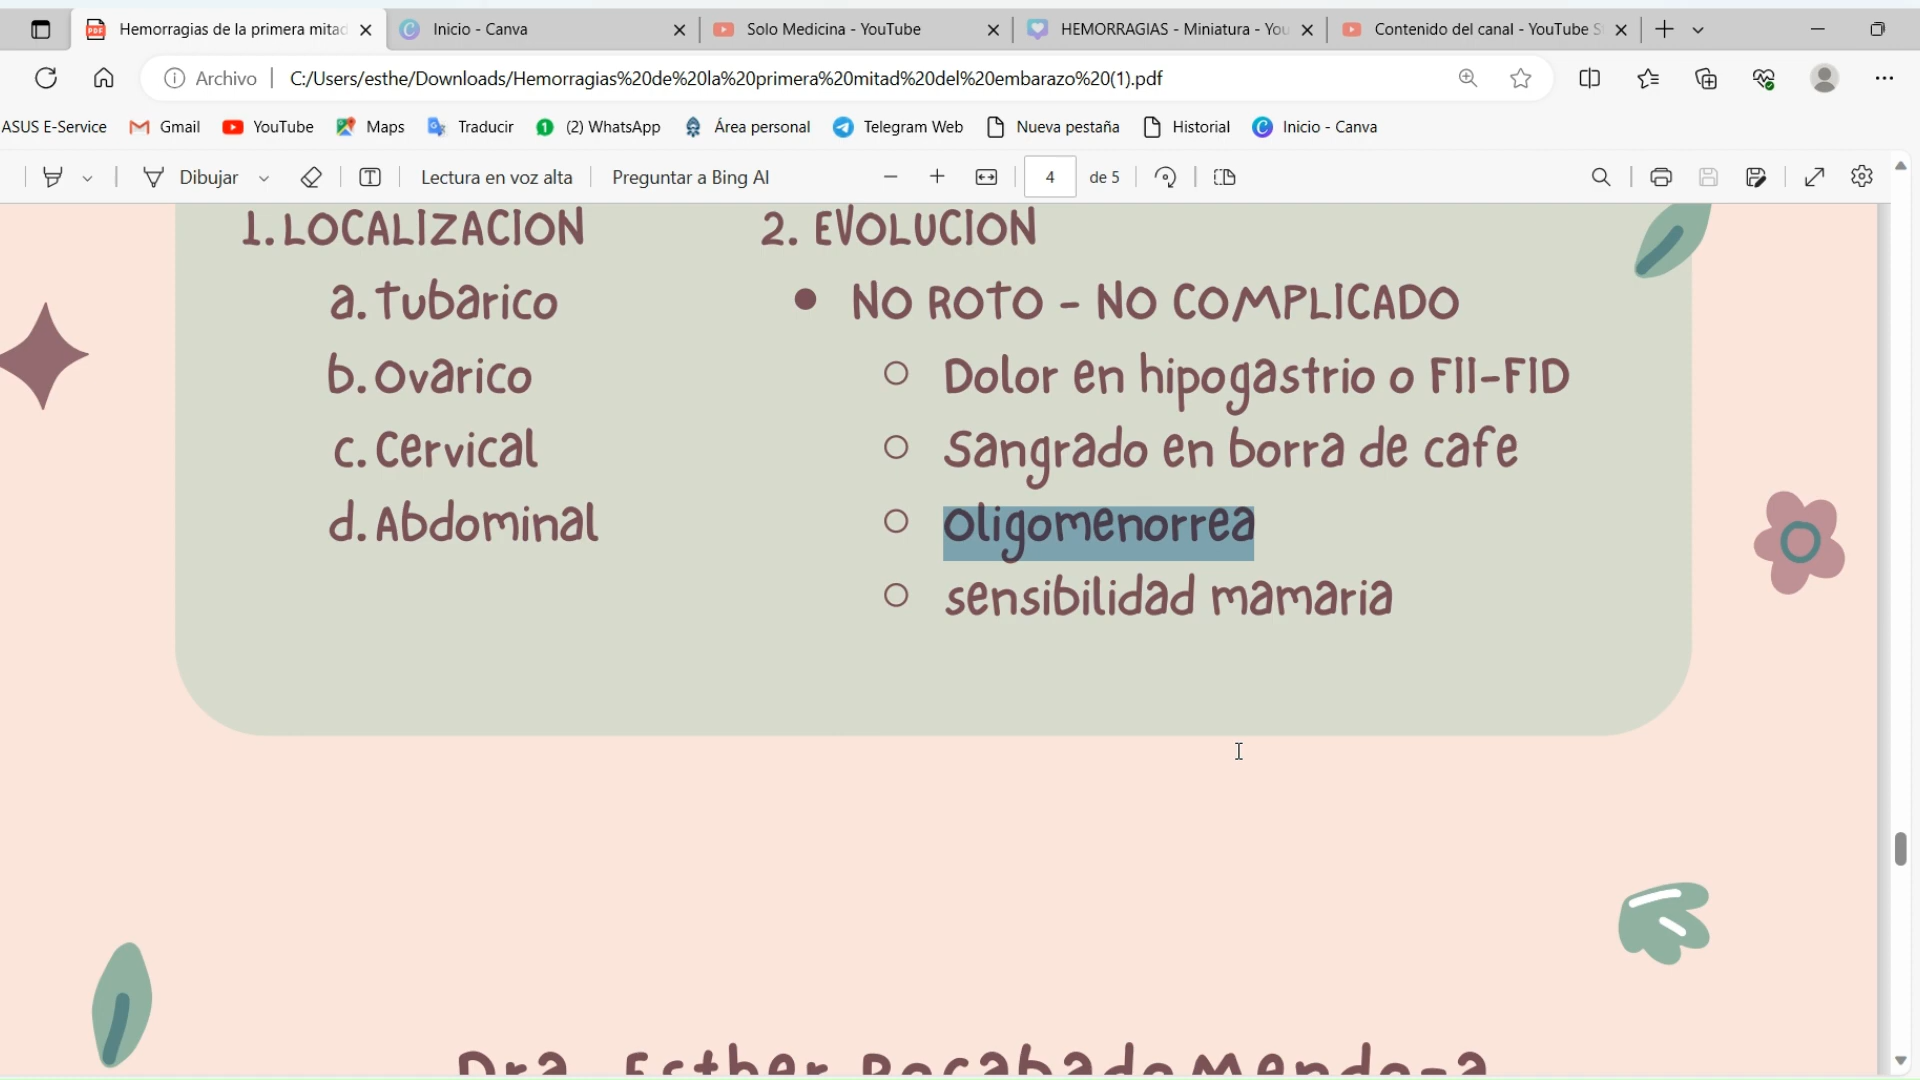 Hemorragias de la primera mitad
Inicio - Canva
Solo Medicina - YouTube
HEMORRAGIAS - Miniatura - You
Contenido del canal - YouTube S
Archivo
C:/Users/esthe/Downloads/Hemorragias%20de%20la%20primera%20mitad%20del%20embarazo%20(1).pdf
ASUS E-Service
Gmail
YouTube
Maps
Traducir
(2) WhatsApp
Área personal
Telegram Web
Nueva pestaña
Historial
Inicio - Canva
Dibujar
Lectura en voz alta
Preguntar a Bing AI
4
de 5
1. LOCALIZACION
a. Tubarico
b. Ovarico
c. Cervical
d. Abdominal
2. EVOLUCION
NO ROTO - NO COMPLICADO
Dolor en hipogastrio o FII-FID
Sangrado en borra de cafe
Oligomenorrea
sensibilidad mamaria
Dra. Esther Rocabado Mendoza